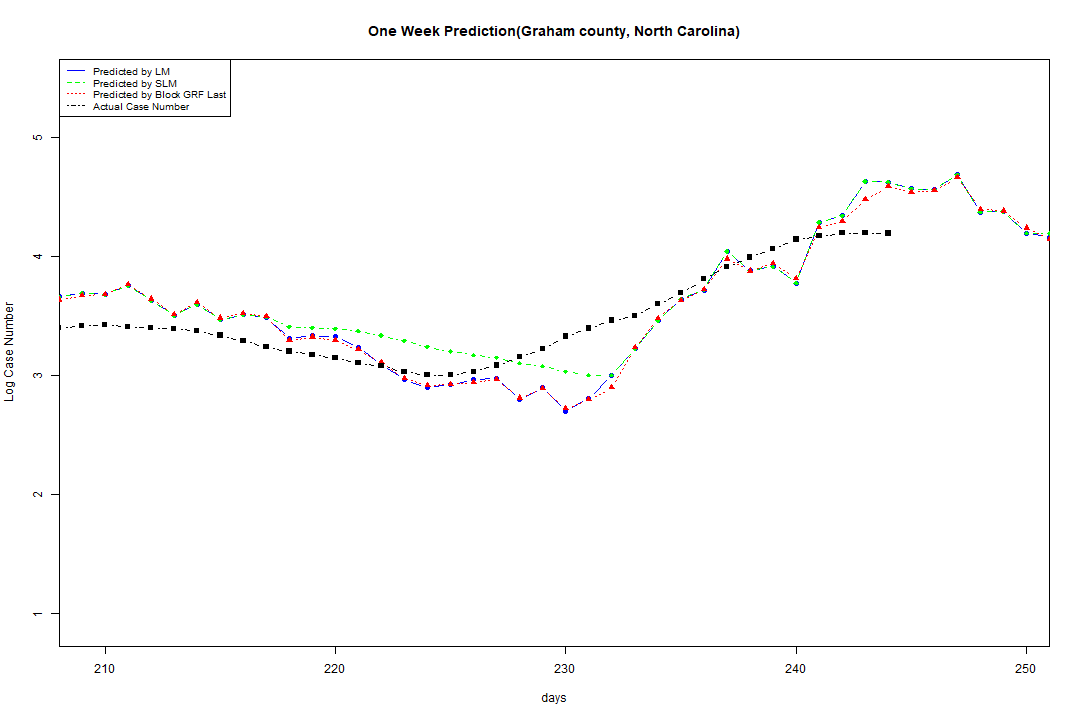 One Week Prediction(Graham county, North Carolina)
Predicted by LM
Predicted by SLM
Predicted by Block GRF Last
Actual Case Number
5
4
3
2
1
Log Case Number
210 220 230 240 250
days